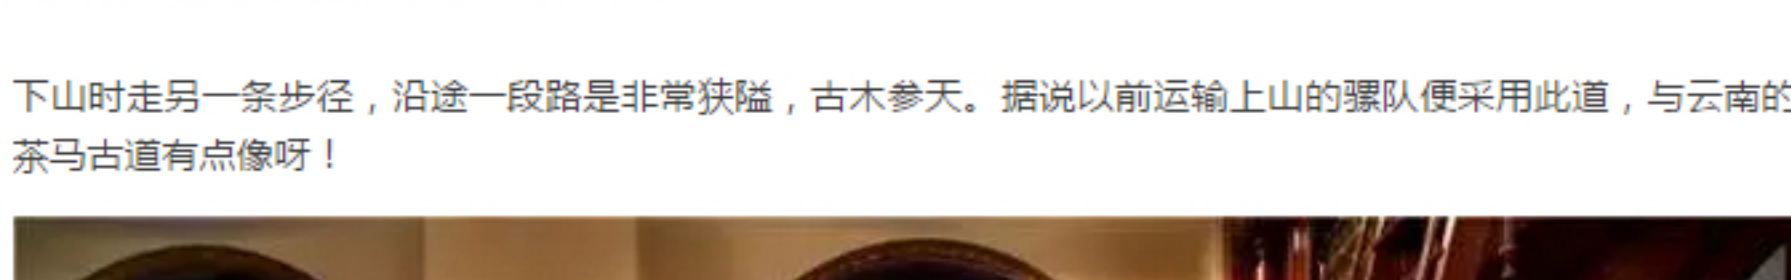 下山时走另一条步径，沿途一段路是非常狭隘，古木参天。据说以前运输上山的骡队便采用此道，与云南的
茶马古道有点像呀！